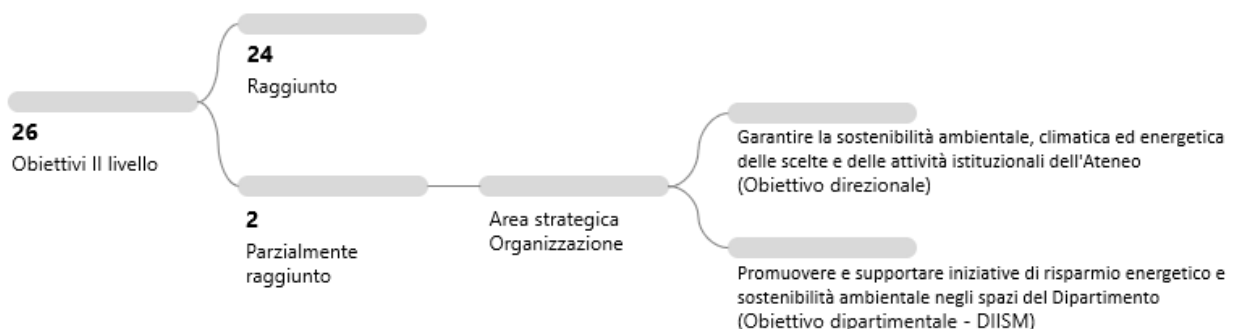 24
Raggiunto
26
Obiettivi II livello
2
Parzialmente
raggiunto
Area strategica
Organizzazione
Garantire la sostenibilità ambientale, climatica ed energetica
delle scelte e delle attività istituzionali dell'Ateneo
(Obiettivo direzionale)
Promuovere e supportare iniziative di risparmio energetico e
sostenibilità ambientale negli spazi del Dipartimento
(Obiettivo dipartimentale - DIISM)